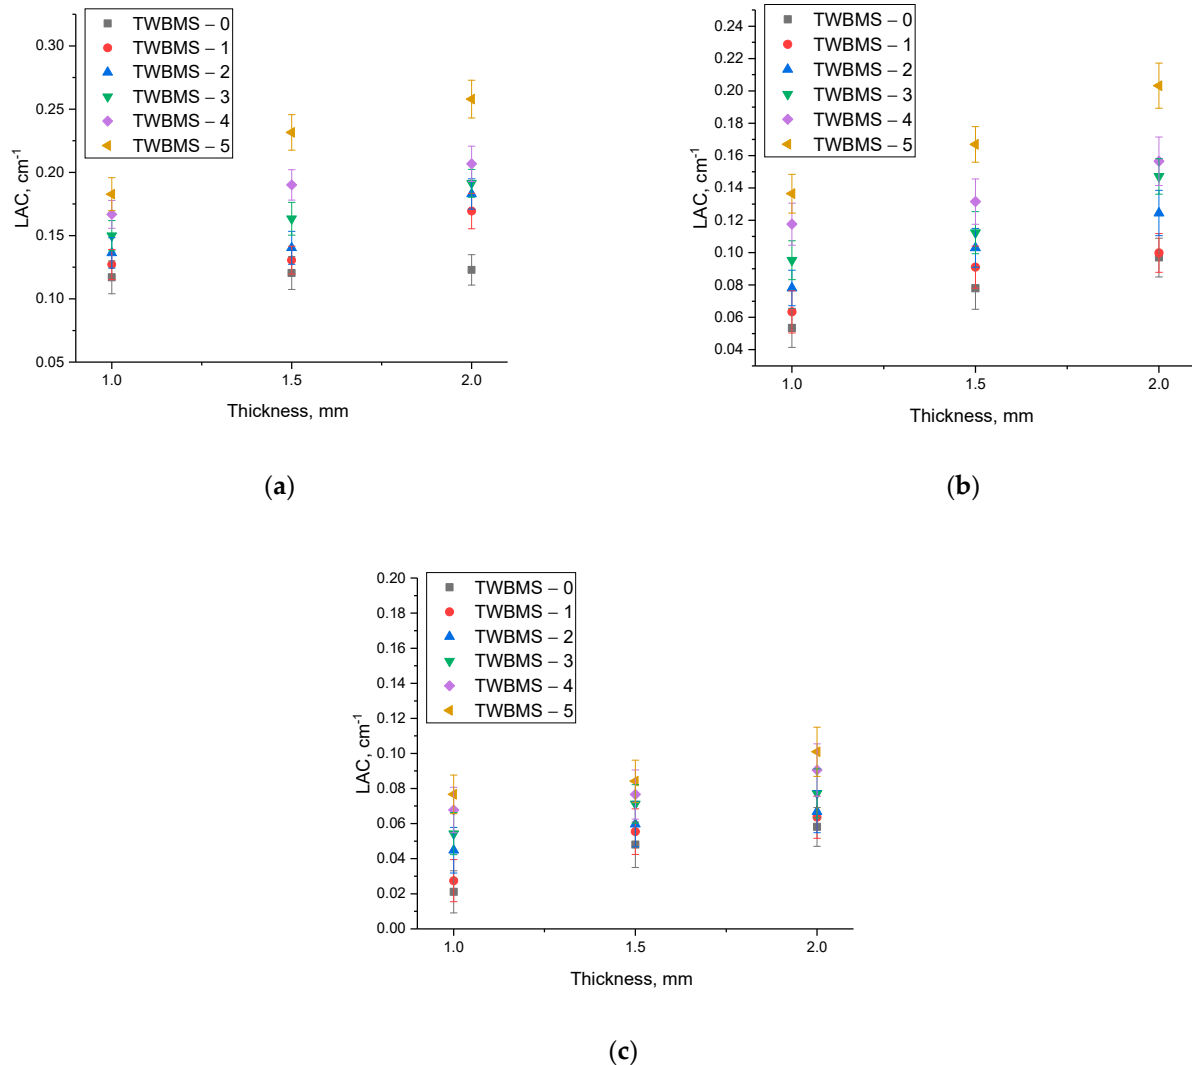 TWBMS – 0
TWBMS – 1
TWBMS – 2
TWBMS – 3
TWBMS – 4
TWBMS – 5
0.30
0.25
0.20
0.15
0.10
0.05
LAC, cm-1
1.0 1.5 2.0
Thickness, mm
(a)
TWBMS – 0
TWBMS – 1
TWBMS – 2
TWBMS – 3
TWBMS – 4
TWBMS – 5
0.24
0.22
0.20
0.18
0.16
0.14
0.12
0.10
0.08
0.06
0.04
LAC, cm-1
1.0 1.5 2.0
Thickness, mm
(b)
TWBMS – 0
TWBMS – 1
TWBMS – 2
TWBMS – 3
TWBMS – 4
TWBMS – 5
0.20
0.18
0.16
0.14
0.12
0.10
0.08
0.06
0.04
0.02
0.00
LAC, cm-1
1.0 1.5 2.0
Thickness, mm
(c)